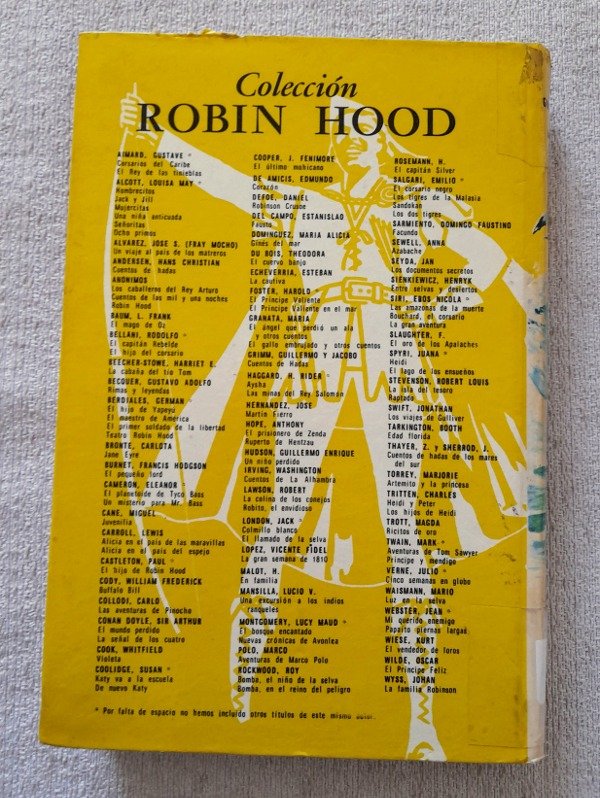 Colección
ROBIN HOOD
AIMARD, GUSTAVE *
Corsarios del Caribe
El Rey de las tinieblas
ALCOTT, LOUISA MAY *
Hombrecitos
Jack y Jill
Mujercitas
Una niña anticuada
Señoritas
Ocho primos
ALVAREZ, JOSE S. (FRAY MOCHO)
Un viaje al país de los matreros
ANDERSEN, HANS CHRISTIAN
Cuentos de hadas
ANONIMOS
Los caballeros del Rey Arturo
Cuentos de las mil y una noches
Robin Hood
BAUM, L. FRANK
El mago de Oz
BELLANI, RODOLFO *
El capitán Rebelde
El hijo del corsario
BEECHER-STOWE, HARRIET E.
La cabaña del tío Tom
BECQUER, GUSTAVO ADOLFO
Rimas y leyendas
BERDIALES, GERMAN *
El hijo de Yapeyú
El maestro de América
El primer soldado de la libertad
Teatro Robin Hood
BRONTE, CARLOTA
Jane Eyre
BURNET, FRANCIS HODGSON
El pequeño lord
CAMERON, ELEANOR *
El planetoide de Tyco Bass
Un misterio para Mr. Bass
CANE, MIGUEL
Juvenilia
CARROLL, LEWIS
Alicia en el país de las maravillas
Alicia en el país del espejo
CASTLETON, PAUL *
El hijo de Robin Hood
CODY, WILLIAM FREDERICK
Buffalo Bill
COLLODI, CARLO *
Las aventuras de Pinocho
CONAN DOYLE, SIR ARTHUR
El mundo perdido
La señal de los cuatro
COOK, WHITFIELD
Violeta
COOLIDGE, SUSAN *
Katy va a la escuela
De nuevo Katy
COOPER, J. FENIMORE
El último mohicano
DE AMICIS, EDMUNDO
Corazón
DEFOE, DANIEL
Robinson Crusoe
DEL CAMPO, ESTANISLAO
Fausto
DOMINGUEZ, MARIA ALICIA
Ginés del mar
DU BOIS, THEODORA
El cuervo banjo
ECHEVERRIA, ESTEBAN
La cautiva
FOSTER, HAROLD *
El Príncipe Valiente
El Príncipe Valiente en el mar
GRANATA, MARIA
El ángel que perdió un ala
y otros cuentos
El gallo embrujado y otros cuentos
GRIMM, GUILLERMO Y JACOBO
Cuentos de Hadas
HAGGARD, H. RIDER *
Aysha
Las minas del Rey Salomón
HERNANDEZ, JOSE
Martín Fierro
HOPE, ANTHONY
El prisionero de Zenda
Ruperto de Hentzau
HUDSON, GUILLERMO ENRIQUE
Un niño perdido
IRVING, WASHINGTON
Cuentos de La Alhambra
LAWSON, ROBERT
La colina de los conejos
Robito, el envidioso
LONDON, JACK *
Colmillo blanco
El llamado de la selva
LOPEZ, VICENTE FIDEL
La gran semana de 1810
MALOT, H.
En familia
MANSILLA, LUCIO V.
Una excursión a los indios
ranqueles
MONTGOMERY, LUCY MAUD *
El bosque encantado
Nuevas crónicas de Avonlea
POLO, MARCO
Aventuras de Marco Polo
ROCKWOOD, ROY
Bomba, el niño de la selva
Bomba, en el reino del peligro
ROSEMANN, H.
El capitán Silver
SALGARI, EMILIO *
El corsario negro
Los tigres de la Malasia
Sandokan
Los dos tigres
SARMIENTO, DOMINGO FAUSTINO
Facundo
SEWELL, ANNA
Azabache
SEYDA, JAN
Los documentos secretos
SIENKIEWICZ, HENRYK
Entre selvas y desiertos
SIRI, EROS NICOLA *
Las amazonas de la muerte
Bouchard, el corsario
La gran aventura
SLAUGHTER, F.
El oro de los Apalaches
SPYRI, JUANA *
Heidi
El lago de los ensueños
STEVENSON, ROBERT LOUIS
La isla del tesoro
Raptado
SWIFT, JONATHAN
Los viajes de Gulliver
TARKINGTON, BOOTH
Edad florida
THAYER, Z. y SHERROD, J.
Cuentos de hadas de los mares
del sur
TORREY, MARJORIE
Artemito y la princesa
TRITTEN, CHARLES
Heidi y Peter
Los hijos de Heidi
TROTT, MAGDA
Ricitos de oro
TWAIN, MARK *
Aventuras de Tom Sawyer
Príncipe y mendigo
VERNE, JULIO *
Cinco semanas en globo
WAISMANN, MARIO
Luz en la selva
WEBSTER, JEAN *
Mi querido enemigo
Papaíto piernas largas
WIESE, KURT
El vendedor de loros
WILDE, OSCAR
El Príncipe Feliz
WYSS, JOHAN
La familia Robinson
* Por falta de espacio no hemos incluido otros títulos de este mismo autor.